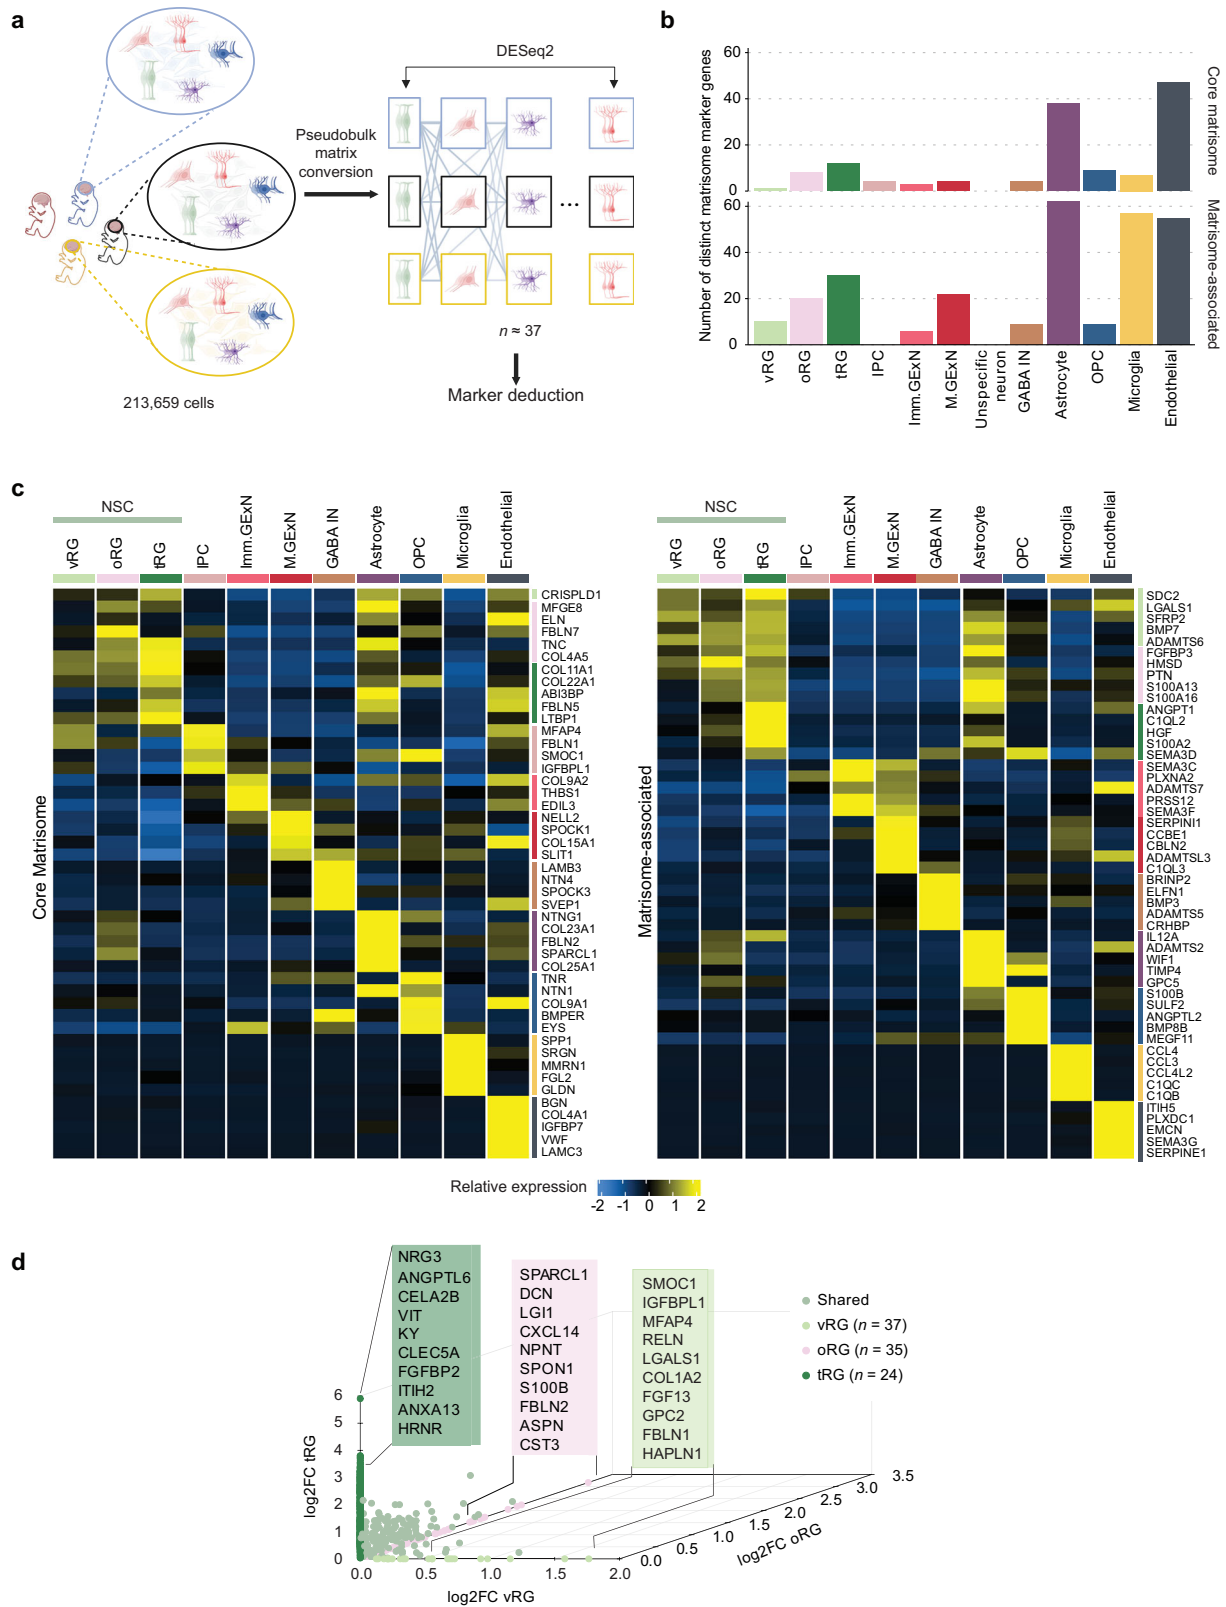 a
DESeq2
Pseudobulk
matrix
conversion
...
n ≈ 37
213,659 cells
Marker deduction
b
Number of distinct matrisome marker genes
60
40
20
0
Core matrisome
60
40
20
0
Matrisome-associated
vRG
oRG
tRG
IPC
Imm.GExN
M.GExN
Unspecific
neuron
GABA IN
Astrocyte
OPC
Microglia
Endothelial
c
NSC
vRG
oRG
tRG
IPC
Imm.GExN
M.GExN
GABA IN
Astrocyte
OPC
Microglia
Endothelial
Core Matrisome
CRISPLD1
MFGE8
ELN
FBLN7
TNC
COL4A5
COL11A1
COL22A1
ABI3BP
FBLN5
LTBP1
MFAP4
FBLN1
SMOC1
IGFBPL1
COL9A2
THBS1
EDIL3
NELL2
SPOCK1
COL15A1
SLIT1
LAMB3
NTN4
SPOCK3
SVEP1
NTNG1
COL23A1
FBLN2
SPARCL1
COL25A1
TNR
NTN1
COL9A1
BMPER
EYS
SPP1
SRGN
MMRN1
FGL2
GLDN
BGN
COL4A1
IGFBP7
VWF
LAMC3
NSC
vRG
oRG
tRG
IPC
Imm.GExN
M.GExN
GABA IN
Astrocyte
OPC
Microglia
Endothelial
Matrisome-associated
SDC2
LGALS1
SFRP2
BMP7
ADAMTS6
FGFBP3
HMSD
PTN
S100A13
S100A16
ANGPT1
C1QL2
HGF
S100A2
SEMA3D
SEMA3C
PLXNA2
ADAMTS7
PRSS12
SEMA3F
SERPINI1
CCBE1
CBLN2
ADAMTSL3
C1QL3
BRINP2
ELFN1
BMP3
ADAMTS5
CRHBP
IL12A
ADAMTS2
WIF1
TIMP4
GPC5
S100B
SULF2
ANGPTL2
BMP8B
MEGF11
CCL4
CCL3
CCL4L2
C1QC
C1QB
ITIH5
PLXDC1
EMCN
SEMA3G
SERPINE1
Relative expression
-2 -1 0 1 2
d
NRG3
ANGPTL6
CELA2B
VIT
KY
CLEC5A
FGFBP2
ITIH2
ANXA13
HRNR
SPARCL1
DCN
LGI1
CXCL14
NPNT
SPON1
S100B
FBLN2
ASPN
CST3
SMOC1
IGFBPL1
MFAP4
RELN
LGALS1
COL1A2
FGF13
GPC2
FBLN1
HAPLN1
Shared
vRG (n = 37)
oRG (n = 35)
tRG (n = 24)
log2FC tRG
6
5
4
3
2
1
0
0.0 0.5 1.0 1.5 2.0
log2FC vRG
0.0 0.5 1.0 1.5 2.0 2.5 3.0 3.5
log2FC oRG